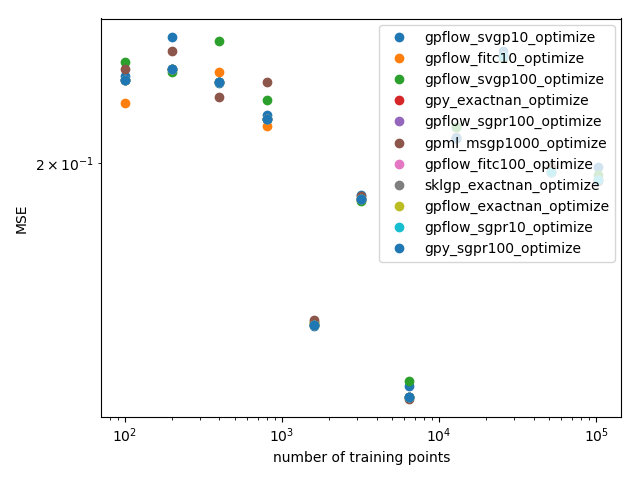 gpflow_svgp10_optimize
gpflow_fitc10_optimize
gpflow_svgp100_optimize
gpy_exactnan_optimize
gpflow_sgpr100_optimize
gpml_msgp1000_optimize
gpflow_fitc100_optimize
sklgp_exactnan_optimize
gpflow_exactnan_optimize
gpflow_sgpr10_optimize
gpy_sgpr100_optimize
2 × 10⁻¹
MSE
10² 10³ 10⁴ 10⁵
number of training points